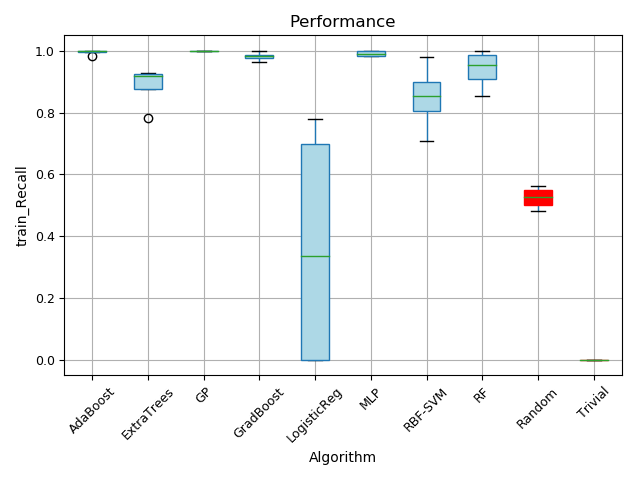 Performance
train_Recall
1.0
0.8
0.6
0.4
0.2
0.0
AdaBoost
ExtraTrees
GP
GradBoost
LogisticReg
MLP
RBF-SVM
RF
Random
Trivial
Algorithm